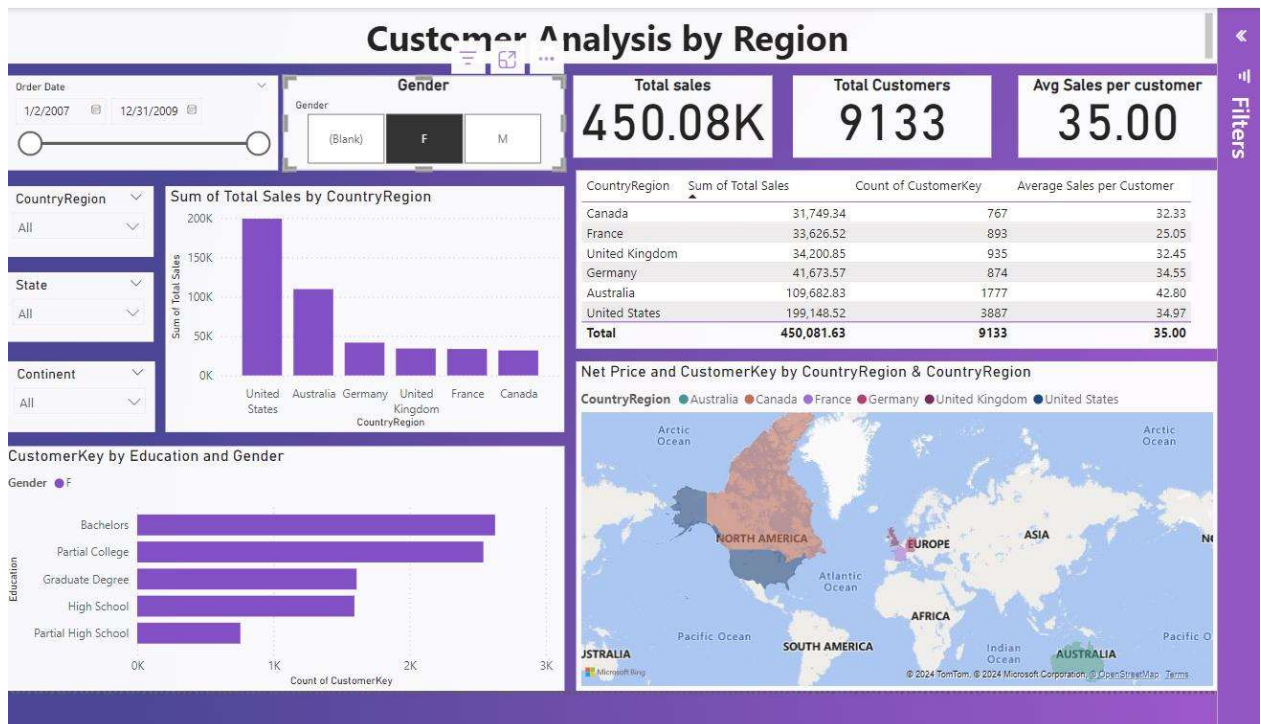 Customer Analysis by Region
Filters
Order Date
1/2/2007 12/31/2009
Gender
Gender
(Blank) F M
Total sales
450.08K
Total Customers
9133
Avg Sales per customer
35.00
CountryRegion
All
State
All
Continent
All
Sum of Total Sales by CountryRegion
Sum of Total Sales
200K
150K
100K
50K
0K
United States Australia Germany United Kingdom France Canada
CountryRegion
CountryRegion Sum of Total Sales Count of CustomerKey Average Sales per Customer
Canada 31,749.34 767 32.33
France 33,626.52 893 25.05
United Kingdom 34,200.85 935 32.45
Germany 41,673.57 874 34.55
Australia 109,682.83 1777 42.80
United States 199,148.52 3887 34.97
Total 450,081.63 9133 35.00
CustomerKey by Education and Gender
Gender F
Education
Bachelors
Partial College
Graduate Degree
High School
Partial High School
0K 1K 2K 3K
Count of CustomerKey
Net Price and CustomerKey by CountryRegion & CountryRegion
CountryRegion Australia Canada France Germany United Kingdom United States
Arctic Ocean
Arctic Ocean
NORTH AMERICA
EUROPE
ASIA
NO
Atlantic Ocean
AFRICA
Pacific Ocean
SOUTH AMERICA
Indian Ocean
Pacific O
USTRALIA
AUSTRALIA
Microsoft Bing
© 2024 TomTom, © 2024 Microsoft Corporation, © OpenStreetMap Terms